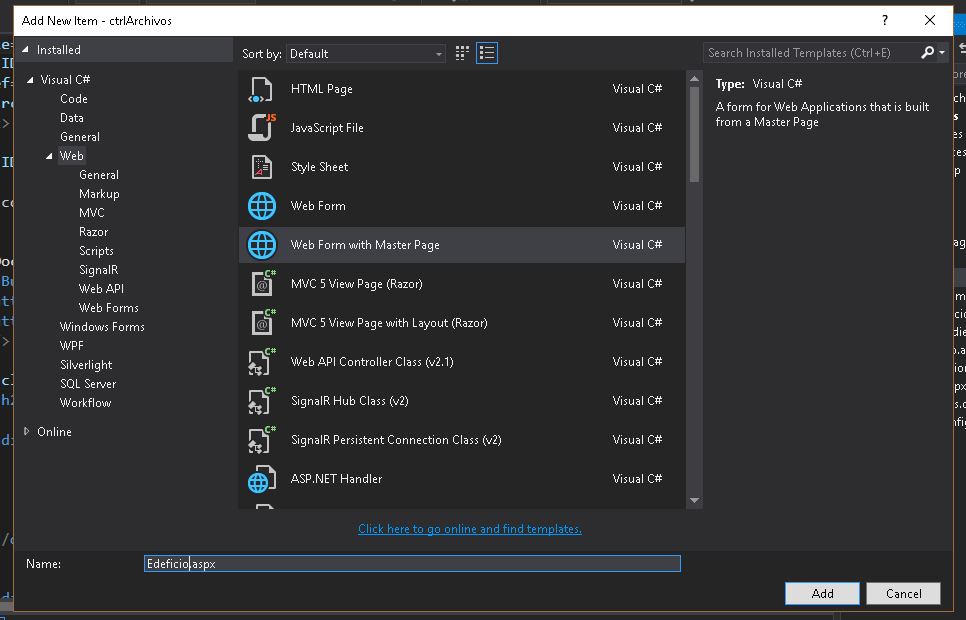 Add New Item - ctrlArchivos
?
Installed
Sort by: Default
Search Installed Templates (Ctrl+E)
Visual C#
Code
Data
General
Web
General
Markup
MVC
Razor
Scripts
SignalR
Web API
Web Forms
Windows Forms
WPF
Silverlight
SQL Server
Workflow
Online
HTML Page Visual C#
JavaScript File Visual C#
Style Sheet Visual C#
Web Form Visual C#
Web Form with Master Page Visual C#
MVC 5 View Page (Razor) Visual C#
MVC 5 View Page with Layout (Razor) Visual C#
Web API Controller Class (v2.1) Visual C#
SignalR Hub Class (v2) Visual C#
SignalR Persistent Connection Class (v2) Visual C#
ASP.NET Handler Visual C#
Type: Visual C#
A form for Web Applications that is built
from a Master Page
Click here to go online and find templates.
Name: Edeficio.aspx
Add Cancel